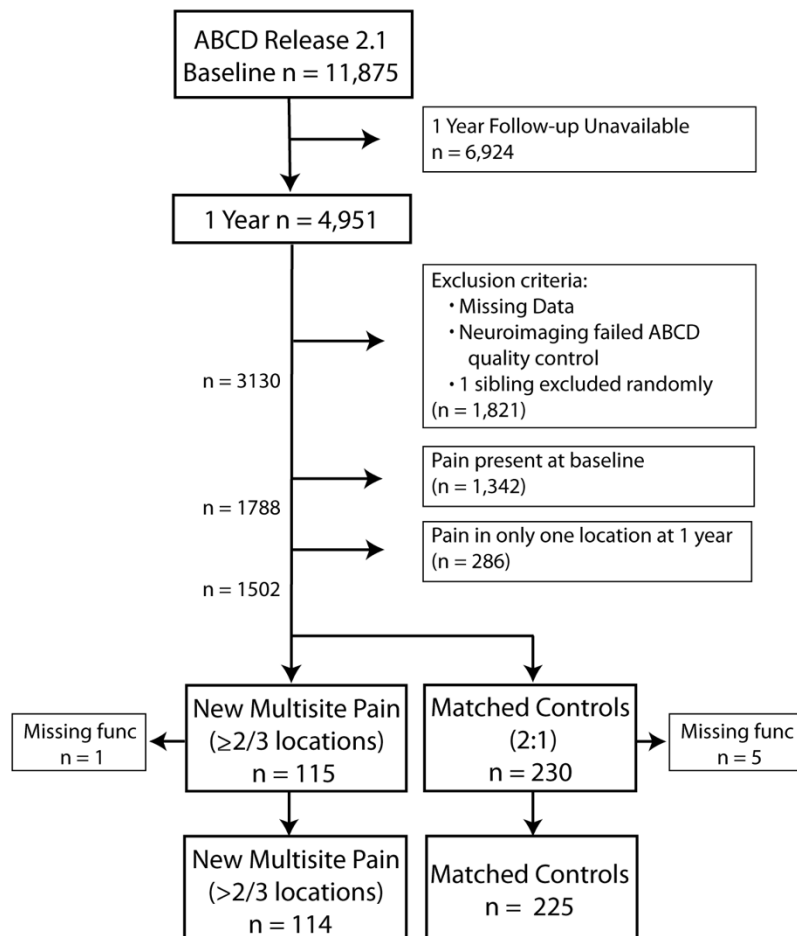 ABCD Release 2.1
Baseline n = 11,875
1 Year Follow-up Unavailable
n = 6,924
1 Year n = 4,951
Exclusion criteria:
• Missing Data
• Neuroimaging failed ABCD
quality control
• 1 sibling excluded randomly
(n = 1,821)
n = 3130
Pain present at baseline
(n = 1,342)
n = 1788
Pain in only one location at 1 year
(n = 286)
n = 1502
New Multisite Pain
(≥2/3 locations)
n = 115
Matched Controls
(2:1)
n = 230
Missing func
n = 1
Missing func
n = 5
New Multisite Pain
(>2/3 locations)
n = 114
Matched Controls
n = 225